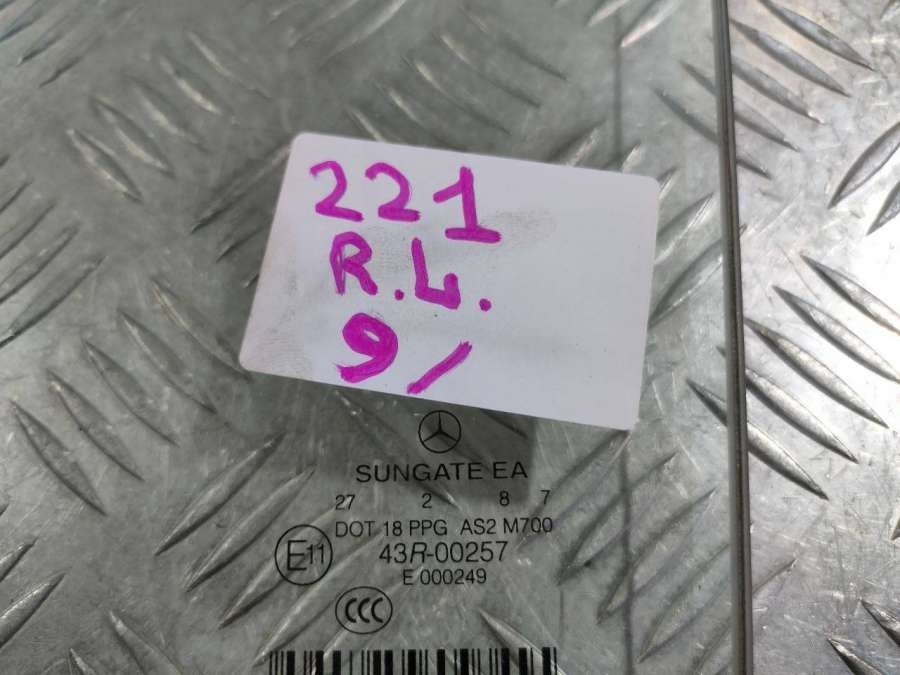 221
R.L.
9/
SUNGATE EA
27 2 8 7
DOT 18 PPG AS2 M700
E11 43R-00257
E 000249
CCC